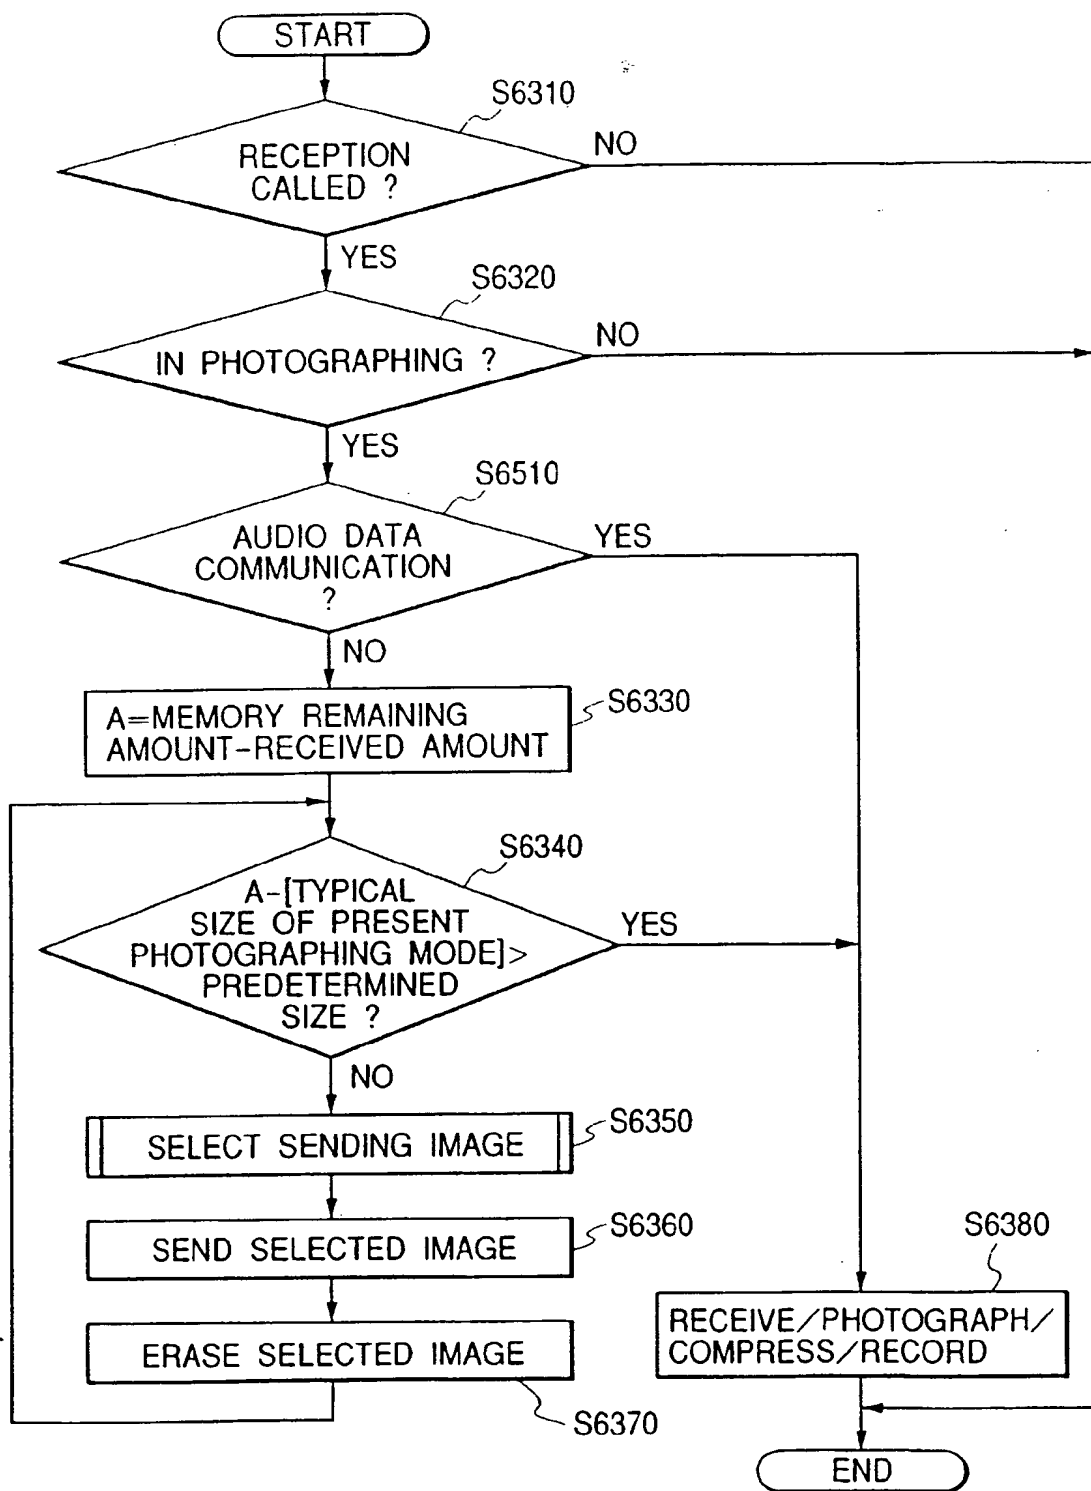 START
S6310
RECEPTION
CALLED ?
NO
YES
S6320
IN PHOTOGRAPHING ?
NO
YES
S6510
AUDIO DATA
COMMUNICATION
?
YES
NO
A=MEMORY REMAINING
AMOUNT-RECEIVED AMOUNT
S6330
S6340
A-[TYPICAL
SIZE OF PRESENT
PHOTOGRAPHING MODE]>
PREDETERMINED
SIZE ?
YES
NO
SELECT SENDING IMAGE
S6350
SEND SELECTED IMAGE
S6360
ERASE SELECTED IMAGE
S6370
S6380
RECEIVE/PHOTOGRAPH/
COMPRESS/RECORD
END